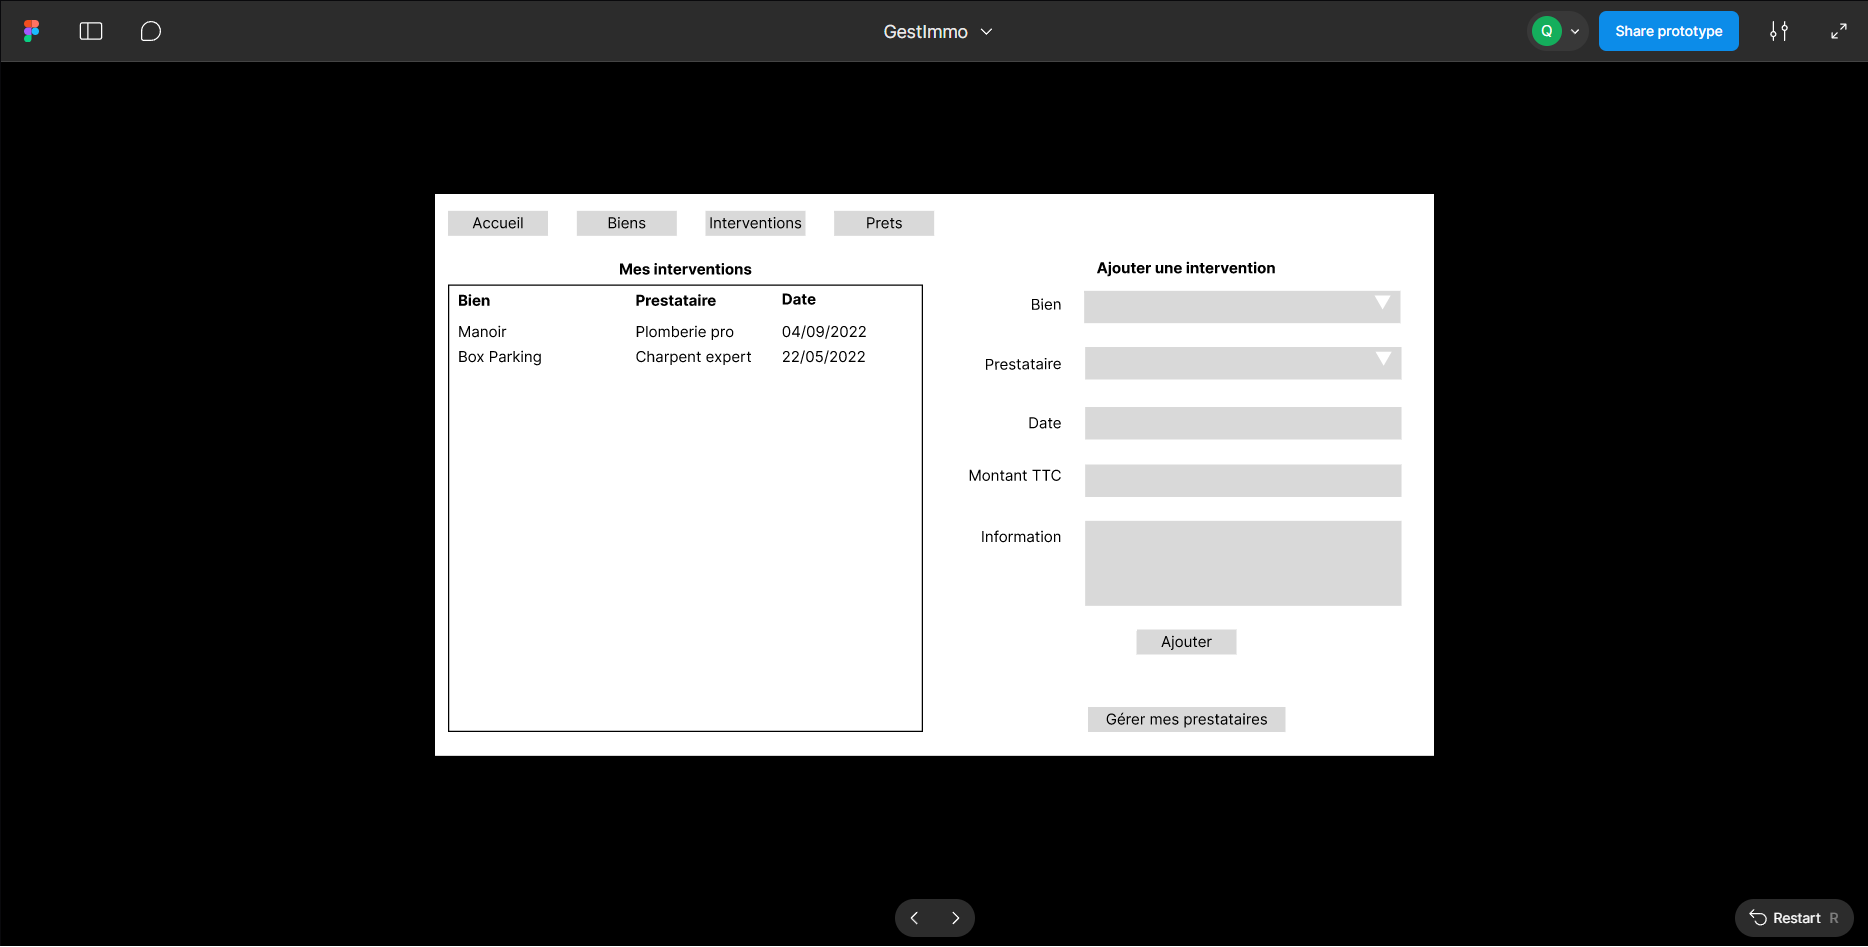 GestImmo
Q
Share prototype
Accueil
Biens
Interventions
Prets
Mes interventions
Bien Prestataire Date
Manoir Plomberie pro 04/09/2022
Box Parking Charpent expert 22/05/2022
Ajouter une intervention
Bien
Prestataire
Date
Montant TTC
Information
Ajouter
Gérer mes prestataires
Restart R